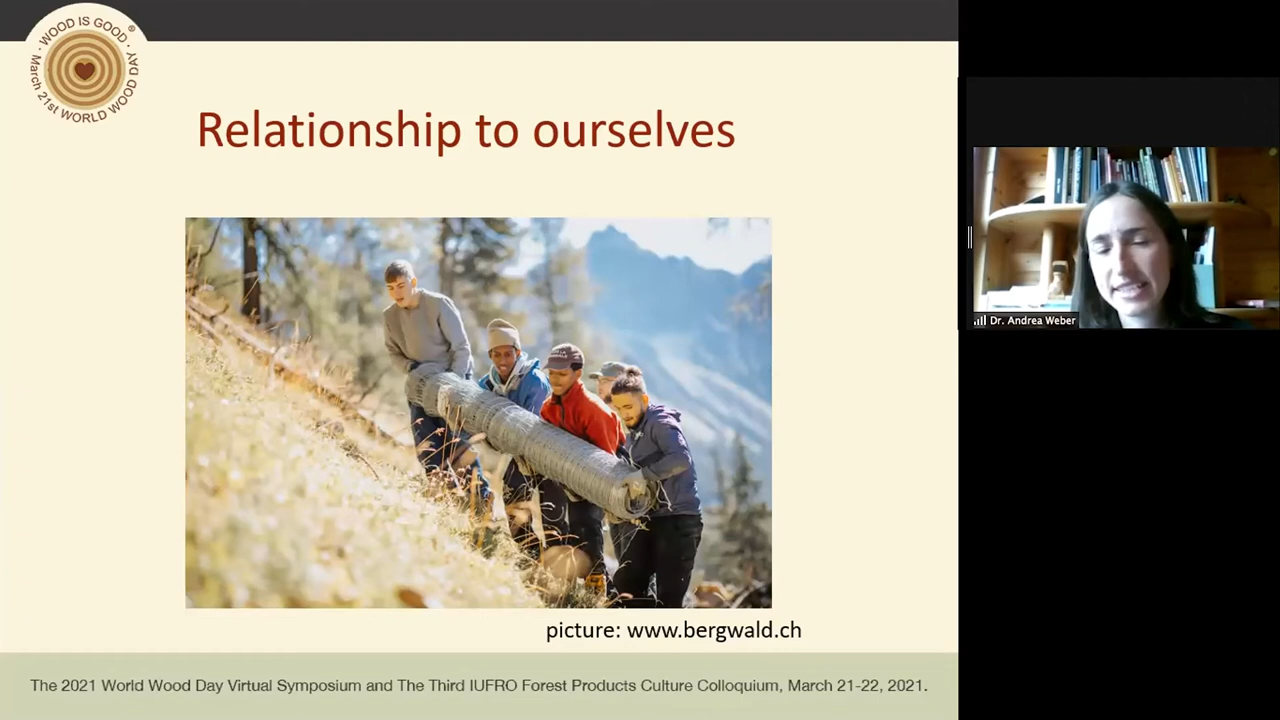 WOOD IS GOOD ®
March 21st WORLD WOOD DAY
Relationship to ourselves
Dr. Andrea Weber
picture: www.bergwald.ch
The 2021 World Wood Day Virtual Symposium and The Third IUFRO Forest Products Culture Colloquium, March 21-22, 2021.